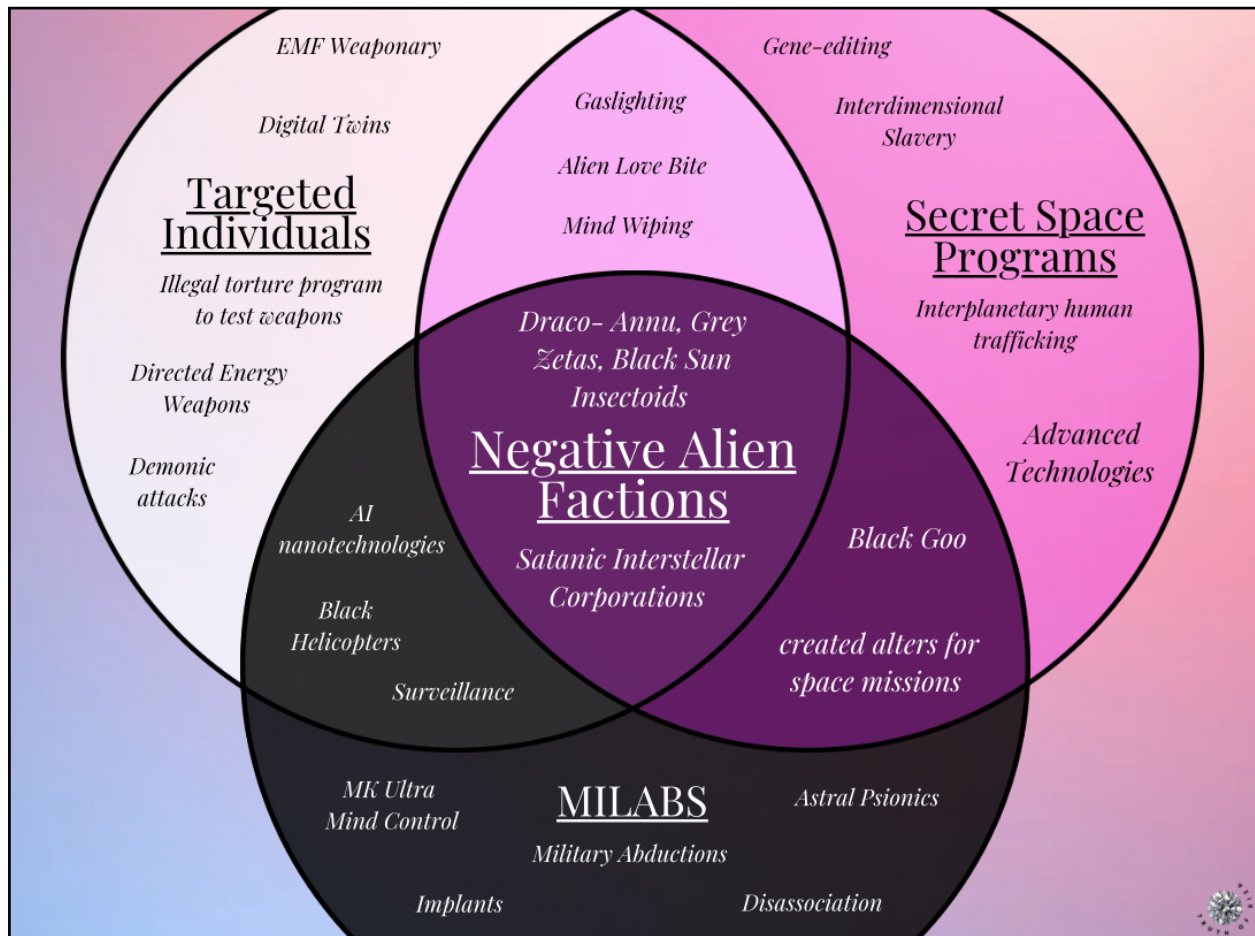 EMF Weaponary
Digital Twins
Targeted
Individuals
Illegal torture program
to test weapons
Directed Energy
Weapons
Demonic
attacks
Gaslighting
Alien Love Bite
Mind Wiping
Gene-editing
Interdimensional
Slavery
Secret Space
Programs
Interplanetary human
trafficking
Advanced
Technologies
Draco- Annu, Grey
Zetas, Black Sun
Insectoids
Negative Alien
Factions
Satanic Interstellar
Corporations
AI
nanotechnologies
Black
Helicopters
Surveillance
Black Goo
created alters for
space missions
MK Ultra
Mind Control
MILABS
Military Abductions
Astral Psionics
Implants
Disassociation
TRUTH OF